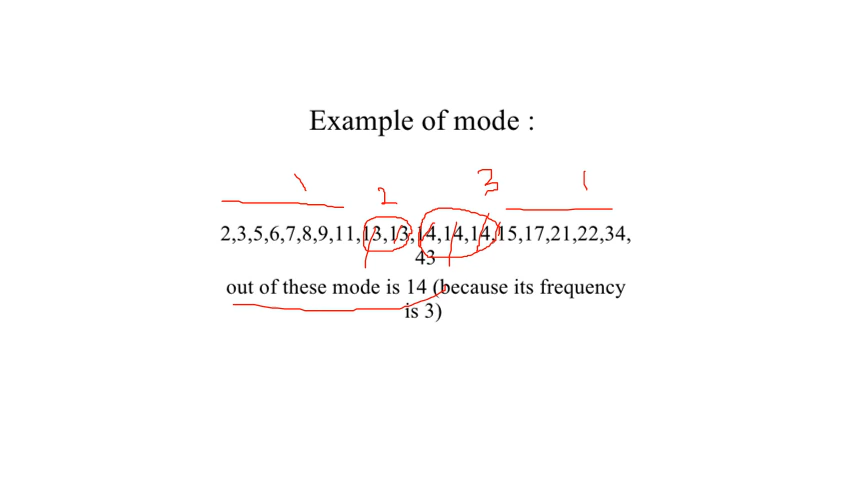 Example of mode :
1 2 3 1
2,3,5,6,7,8,9,11,13,13,14,14,14,15,17,21,22,34,
43
out of these mode is 14 (because its frequency
is 3)